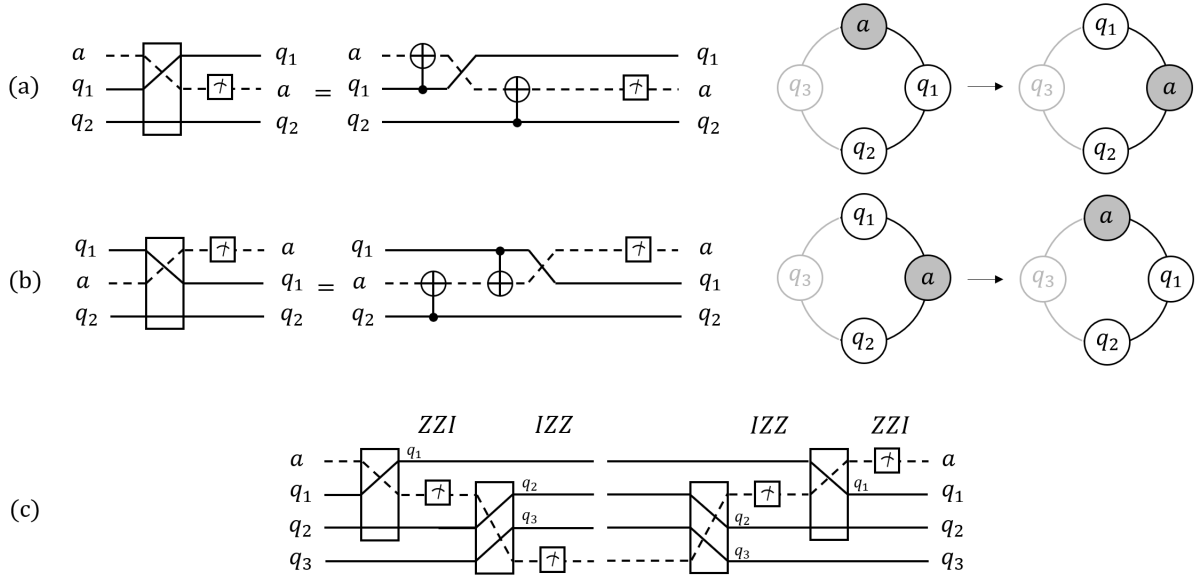 (a)
a q₁ a q₁ a q₁
q₁ a = q₁ a q₃ q₁ q₃ a
q₂ q₂ q₂ q₂ q₂ q₂
(b)
q₁ a q₁ a q₁ a
a q₁ = a q₁ q₃ a q₃ q₁
q₂ q₂ q₂ q₂ q₂ q₂
(c)
ZZI IZZ IZZ ZZI
a q₁ a
q₁ q₂ q₁ q₁
q₂ q₃ q₂ q₂
q₃ q₃ q₃